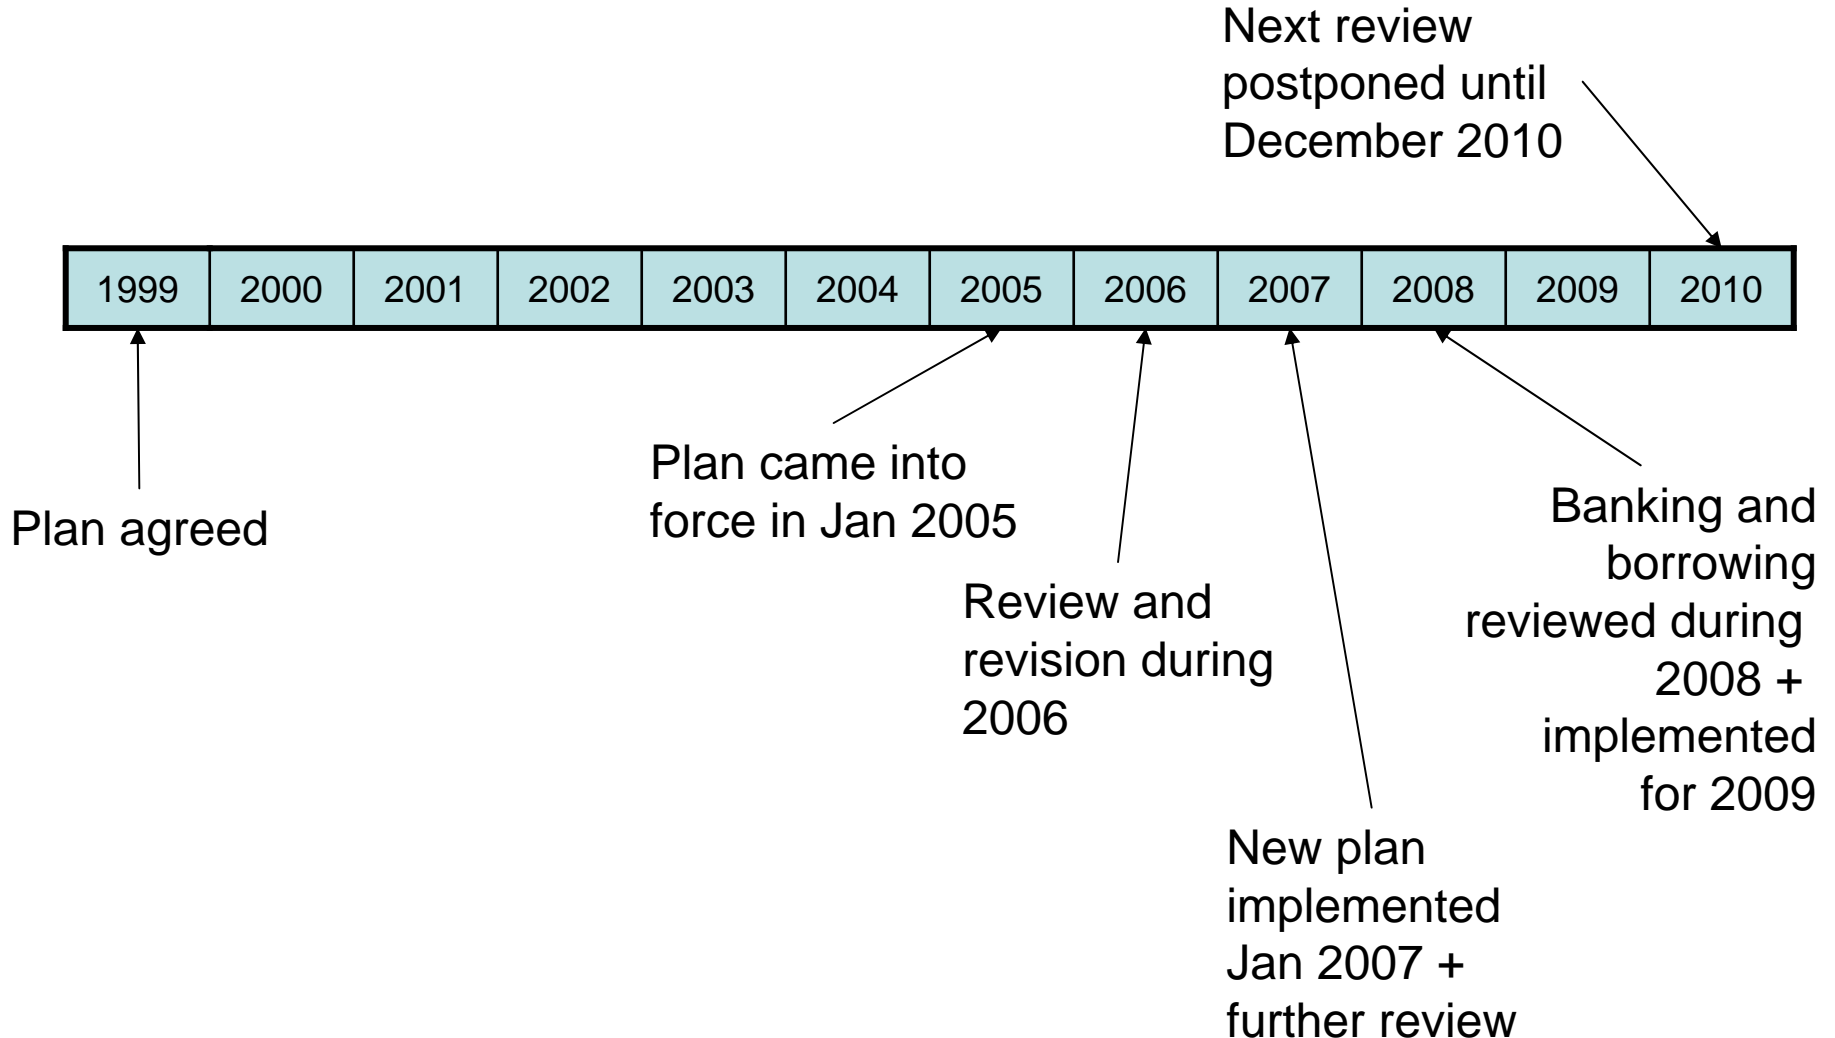 Next review
postponed until
December 2010
1999 2000 2001 2002 2003 2004 2005 2006 2007 2008 2009 2010
Plan agreed
Plan came into
force in Jan 2005
Review and
revision during
2006
New plan
implemented
Jan 2007 +
further review
Banking and
borrowing
reviewed during
2008 +
implemented
for 2009